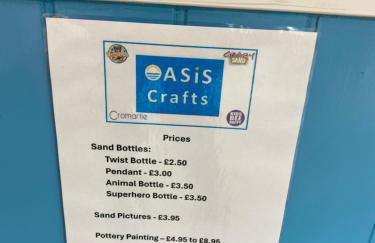 OASiS
Crafts
SAND
Cromartie
Prices
Sand Bottles:
Twist Bottle - £2.50
Pendant - £3.00
Animal Bottle - £3.50
Superhero Bottle - £3.50
Sand Pictures - £3.95
Pottery Painting – £4.95 to £8.95